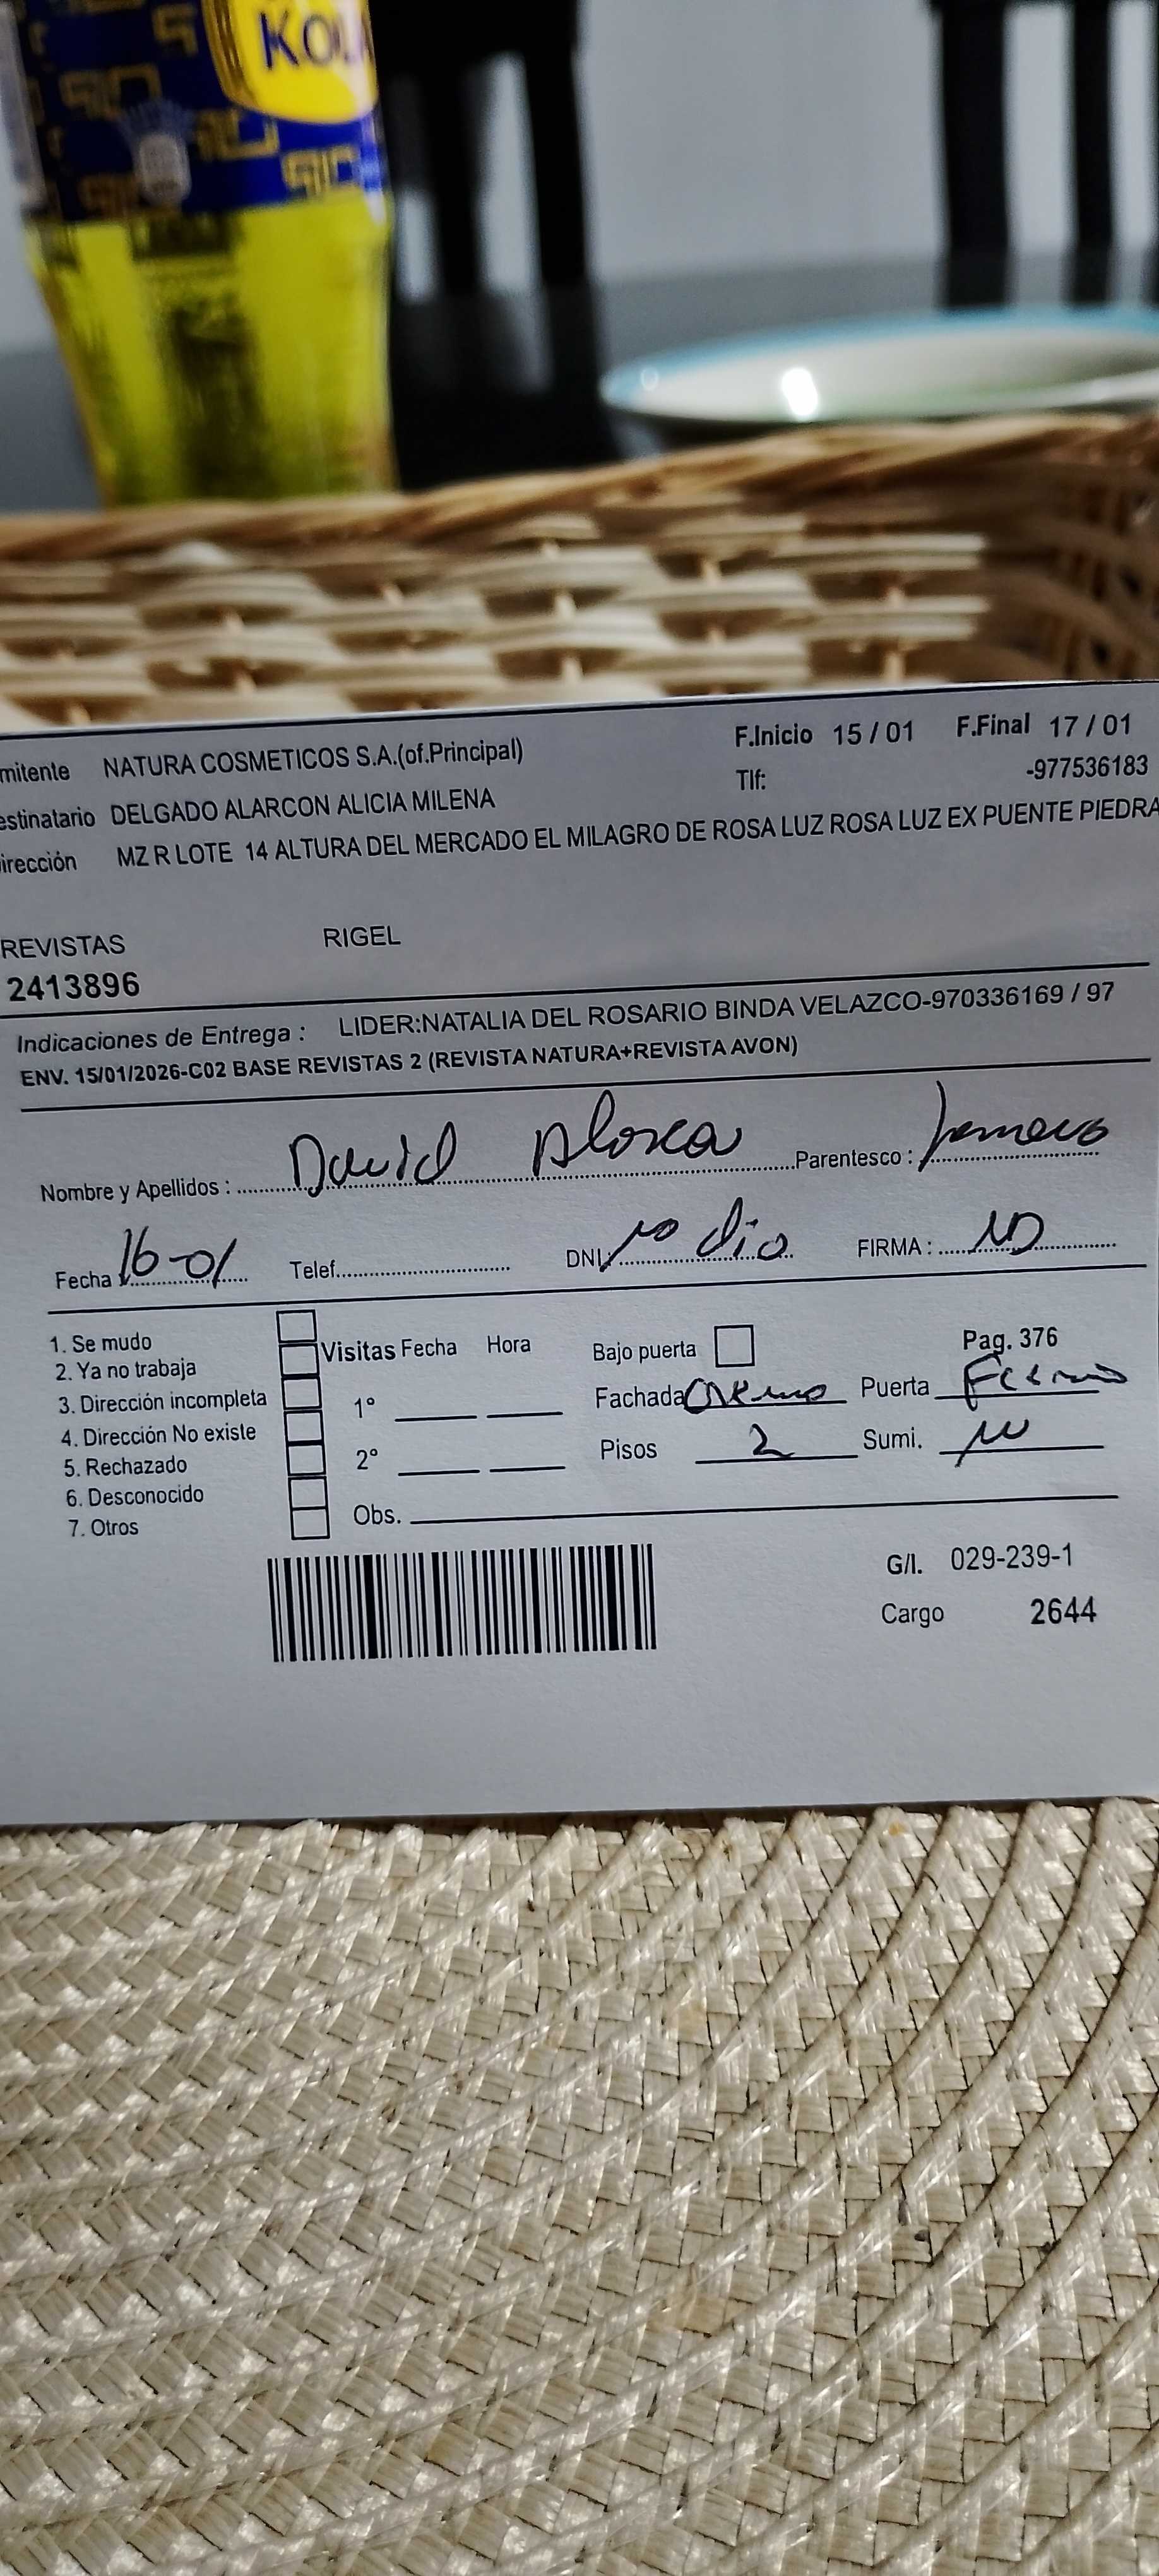 KOLA
mitente NATURA COSMETICOS S.A.(of.Principal) F.Inicio 15 / 01 F.Final 17 / 01
estinatario DELGADO ALARCON ALICIA MILENA Tlf: -977536183
irección MZ R LOTE 14 ALTURA DEL MERCADO EL MILAGRO DE ROSA LUZ ROSA LUZ EX PUENTE PIEDRA
REVISTAS RIGEL
2413896
Indicaciones de Entrega : LIDER:NATALIA DEL ROSARIO BINDA VELAZCO-970336169 / 97
ENV. 15/01/2026-C02 BASE REVISTAS 2 (REVISTA NATURA+REVISTA AVON)
Nombre y Apellidos : David Parentesco :
Fecha 16-01 Telef. DNI: no dio FIRMA : ND
1. Se mudo
2. Ya no trabaja
3. Dirección incompleta
4. Dirección No existe
5. Rechazado
6. Desconocido
7. Otros
Visitas Fecha Hora
1°
2°
Obs.
Bajo puerta Pag. 376
Fachada Puerta
Pisos 2 Sumi.
G/I. 029-239-1
Cargo 2644